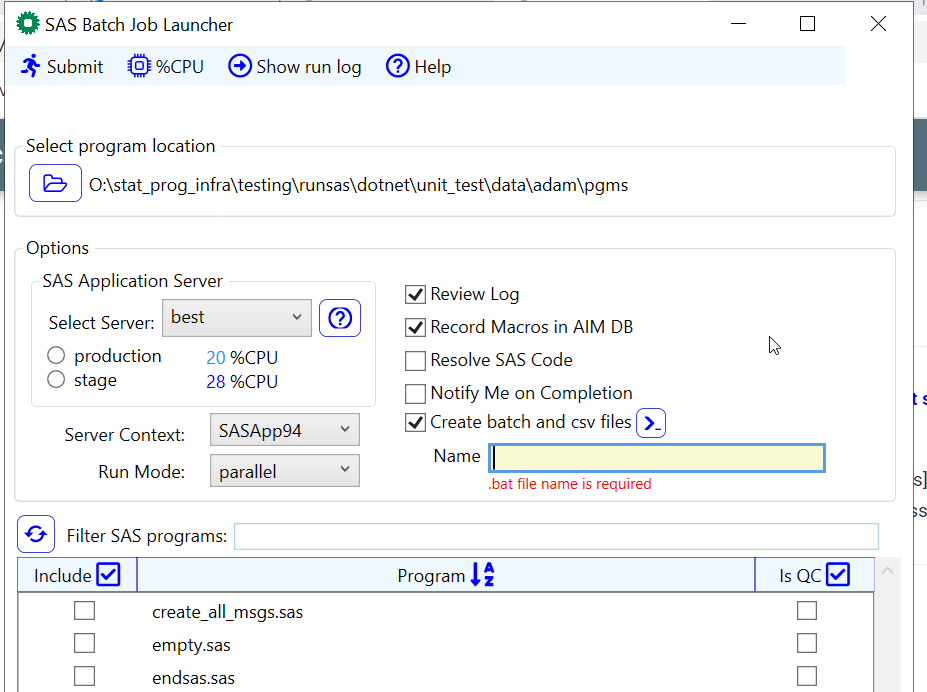 SAS Batch Job Launcher
Submit %CPU Show run log Help
Select program location
O:\stat_prog_infra\testing\runsas\dotnet\unit_test\data\adam\pgms
Options
SAS Application Server
Select Server: best
production 20 %CPU
stage 28 %CPU
Server Context: SASApp94
Run Mode: parallel
Review Log
Record Macros in AIM DB
Resolve SAS Code
Notify Me on Completion
Create batch and csv files
Name
.bat file name is required
Filter SAS programs:
Include Program Is QC
create_all_msgs.sas
empty.sas
endsas.sas